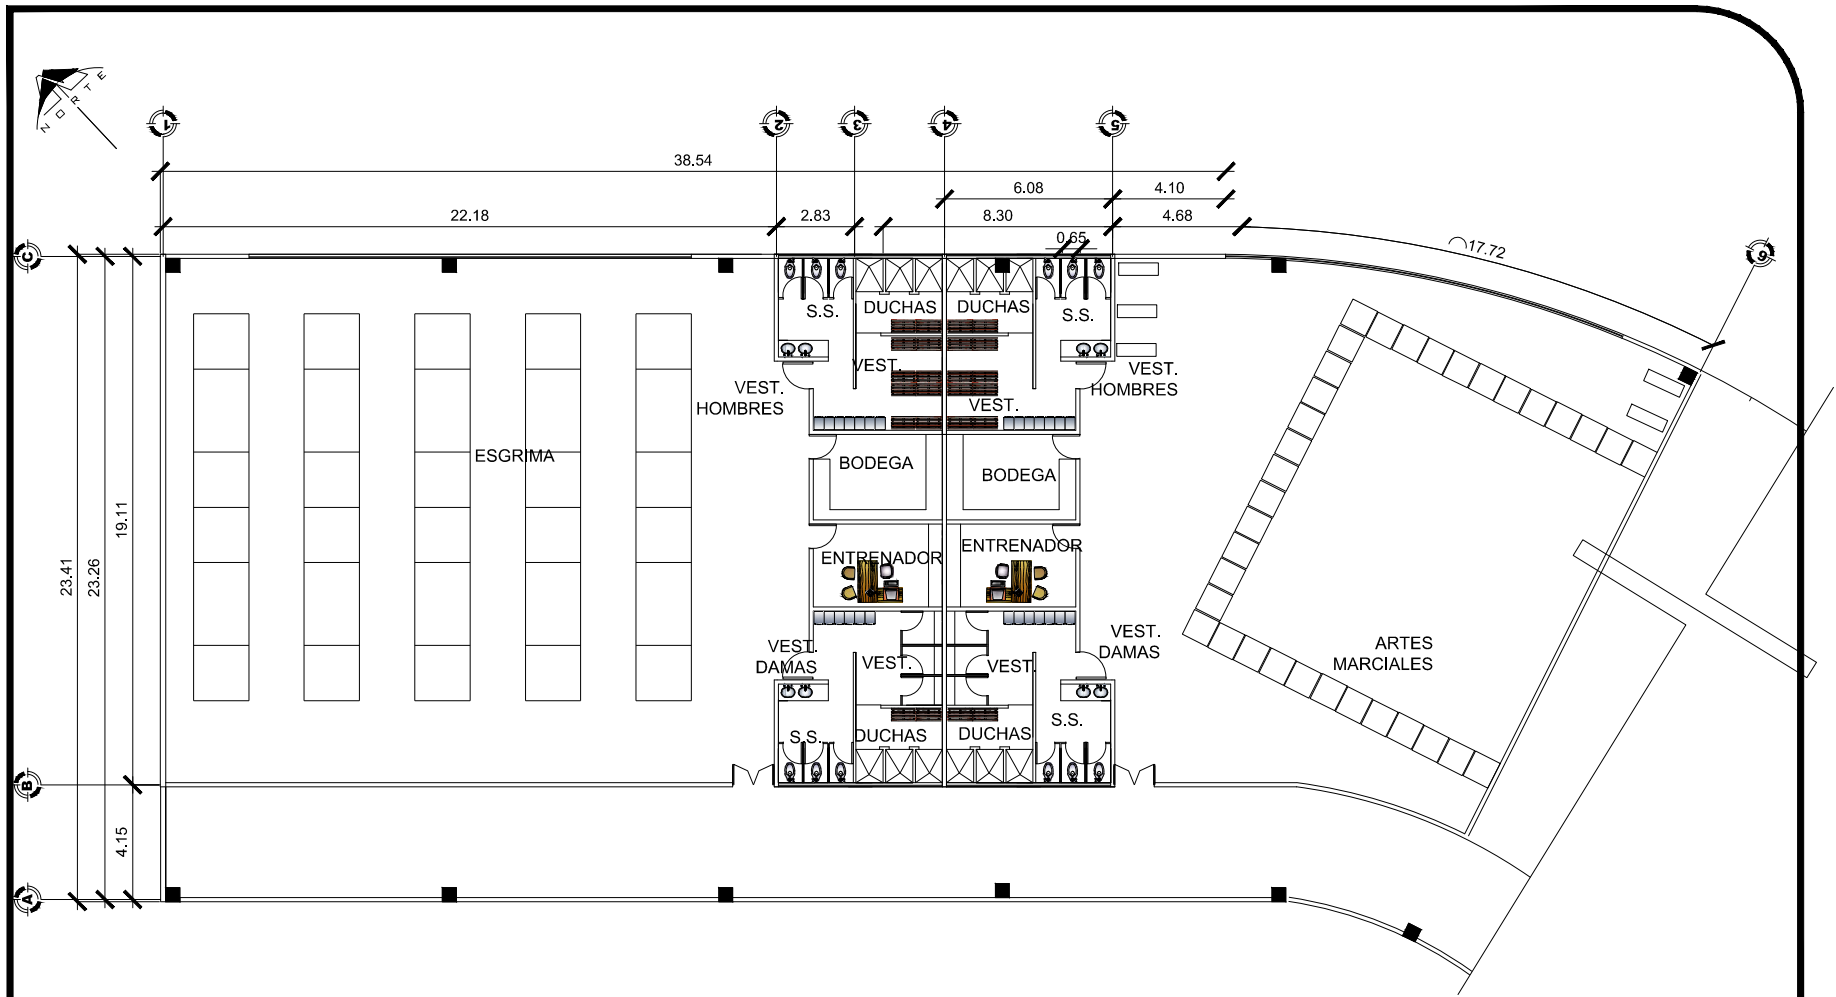 NORTE
1
2
3
4
5
38.54
6.08
4.10
22.18
2.83
8.30
4.68
0.65
17.72
6
C
DUCHAS
DUCHAS
S.S.
S.S.
VEST.
VEST.
HOMBRES
VEST.
HOMBRES
VEST.
ESGRIMA
BODEGA
BODEGA
19.11
23.41
23.26
ENTRENADOR
ENTRENADOR
VEST.
DAMAS
VEST.
DAMAS
VEST.
VEST.
ARTES
MARCIALES
S.S.
S.S.
DUCHAS
DUCHAS
B
4.15
A